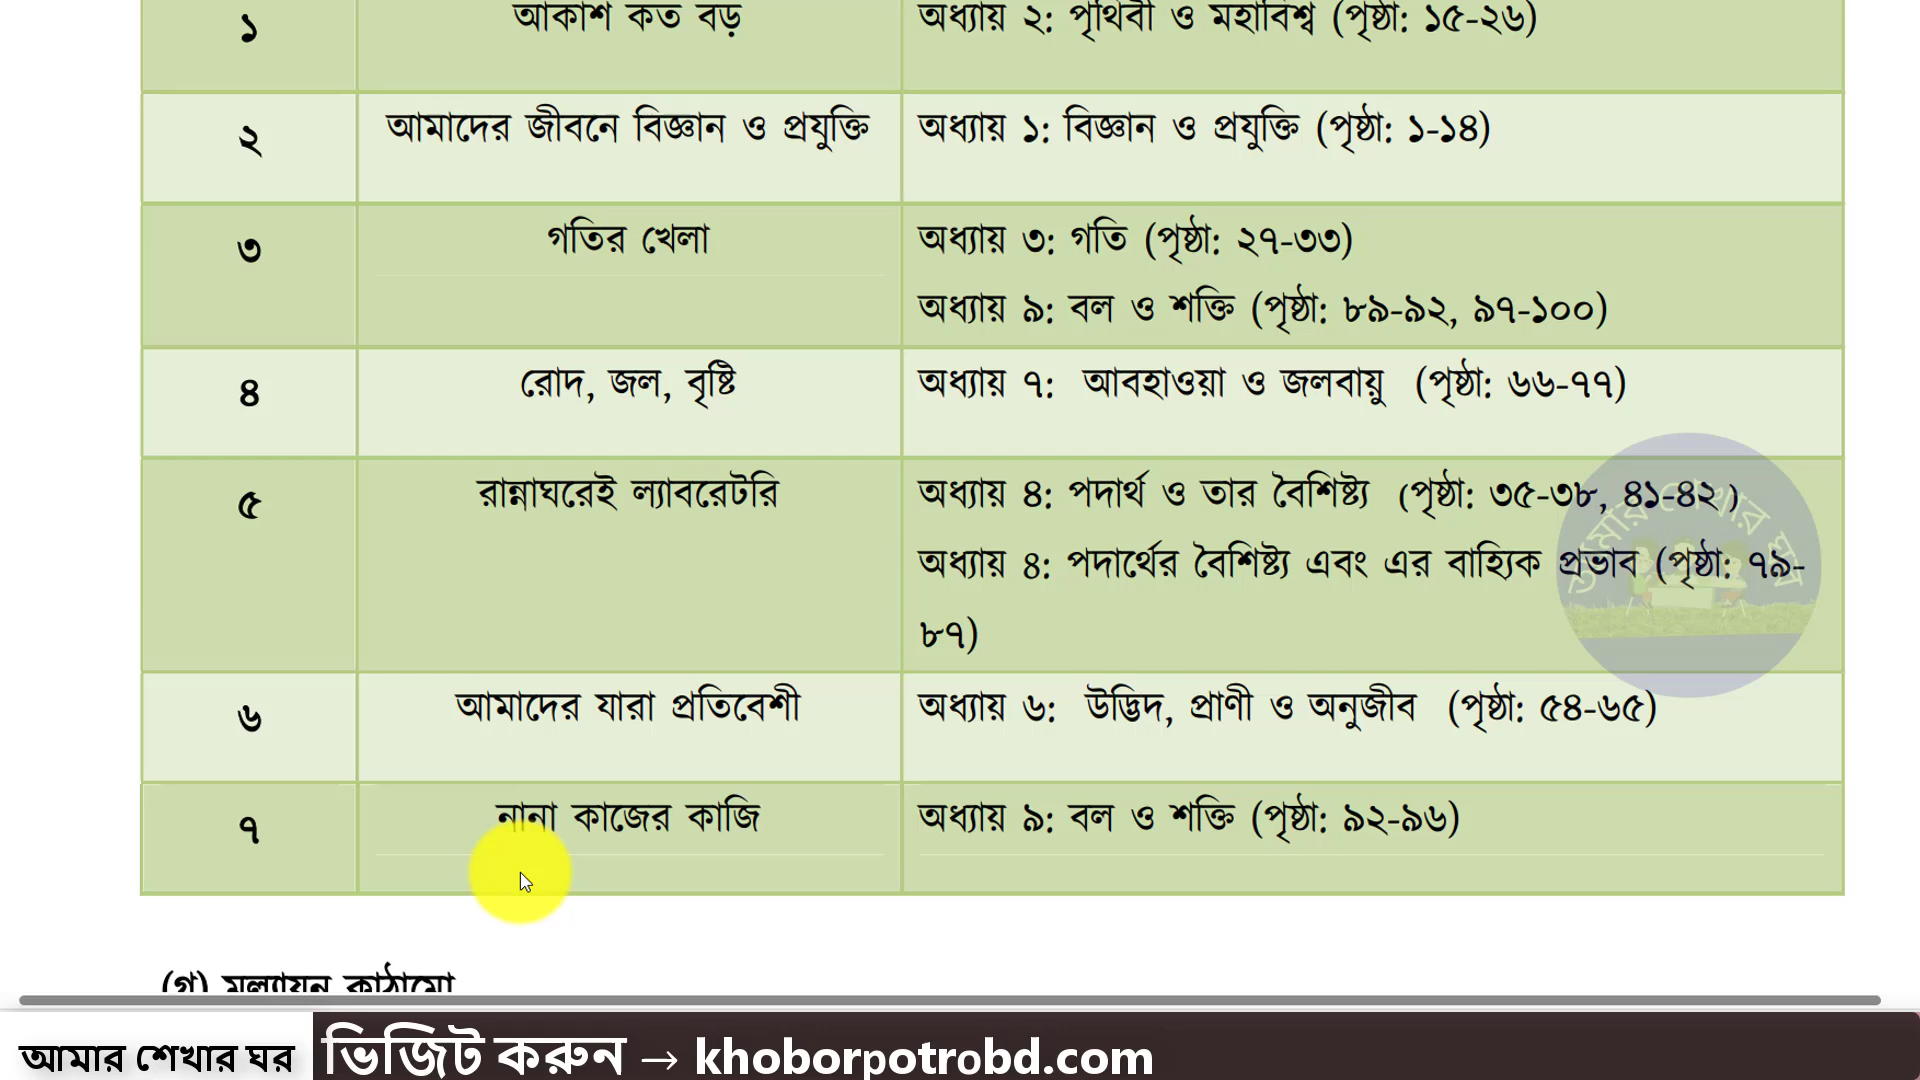 ১ আকাশ কত বড় অধ্যায় ২: পৃথিবী ও মহাবিশ্ব (পৃষ্ঠা: ১৫-২৬)
২ আমাদের জীবনে বিজ্ঞান ও প্রযুক্তি অধ্যায় ১: বিজ্ঞান ও প্রযুক্তি (পৃষ্ঠা: ১-১৪)
৩ গতির খেলা অধ্যায় ৩: গতি (পৃষ্ঠা: ২৭-৩৩)
অধ্যায় ৯: বল ও শক্তি (পৃষ্ঠা: ৮৯-৯২, ৯৭-১০০)
৪ রোদ, জল, বৃষ্টি অধ্যায় ৭: আবহাওয়া ও জলবায়ু (পৃষ্ঠা: ৬৬-৭৭)
৫ রান্নাঘরেই ল্যাবরেটরি অধ্যায় ৪: পদার্থ ও তার বৈশিষ্ট্য (পৃষ্ঠা: ৩৫-৩৮, ৪১-৪২ )
অধ্যায় ৪: পদার্থের বৈশিষ্ট্য এবং এর বাহ্যিক প্রভাব (পৃষ্ঠা: ৭৯-
৮৭)
আমার শেখার ঘর
৬ আমাদের যারা প্রতিবেশী অধ্যায় ৬: উদ্ভিদ, প্রাণী ও অনুজীব (পৃষ্ঠা: ৫৪-৬৫)
৭ নানা কাজের কাজি অধ্যায় ৯: বল ও শক্তি (পৃষ্ঠা: ৯২-৯৬)
(গ) মূল্যায়ন কাঠামো
আমার শেখার ঘর ভিজিট করুন → khoborpotrobd.com